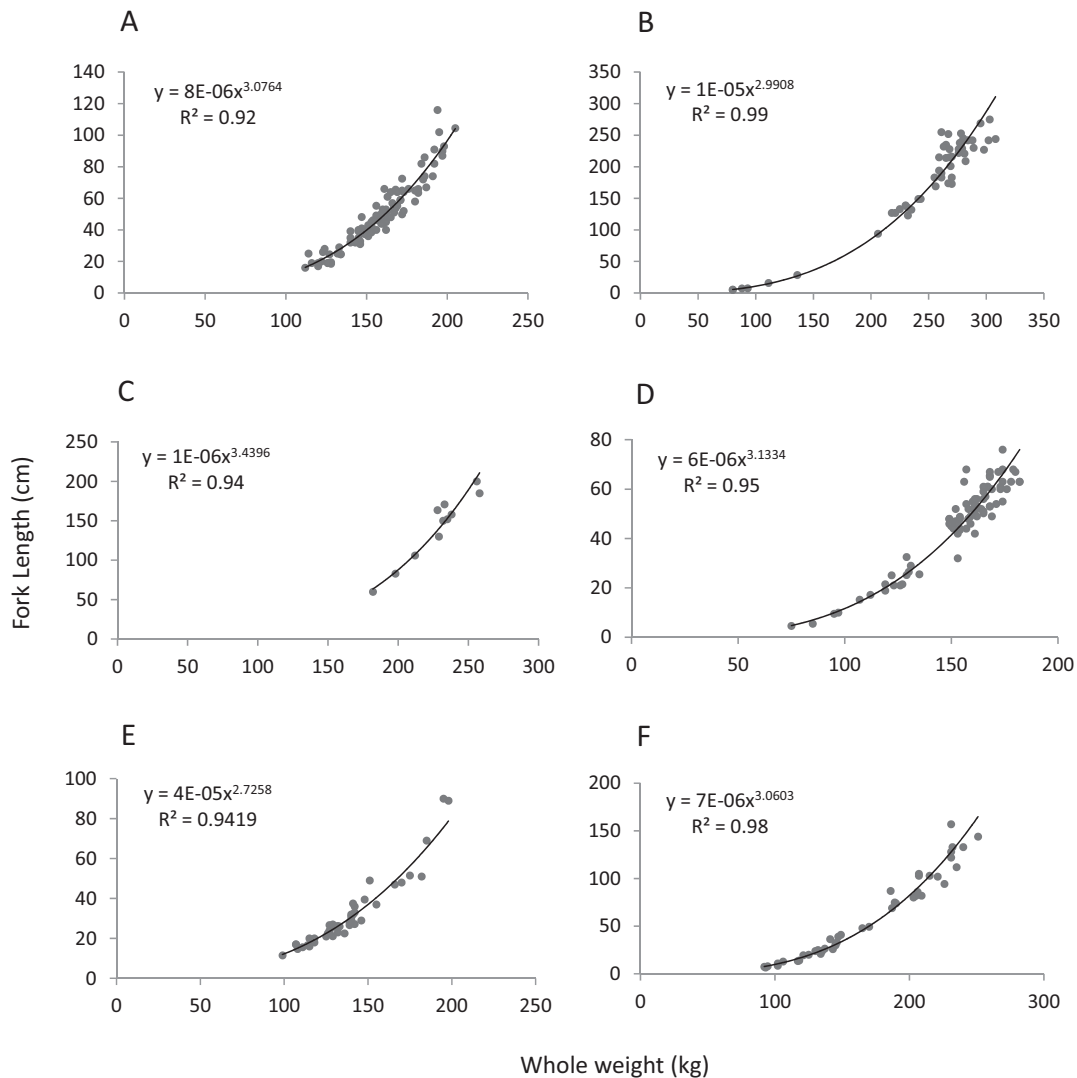 A
B
140
120
100
80
60
40
20
0
y = 8E-06x^3.0764
R² = 0.92
0 50 100 150 200 250
350
300
250
200
150
100
50
0
y = 1E-05x^2.9908
R² = 0.99
0 50 100 150 200 250 300 350
C
D
250
200
150
100
50
0
y = 1E-06x^3.4396
R² = 0.94
0 50 100 150 200 250 300
80
60
40
20
0
y = 6E-06x^3.1334
R² = 0.95
0 50 100 150 200
Fork Length (cm)
E
F
100
80
60
40
20
0
y = 4E-05x^2.7258
R² = 0.9419
0 50 100 150 200 250
200
150
100
50
0
y = 7E-06x^3.0603
R² = 0.98
0 100 200 300
Whole weight (kg)